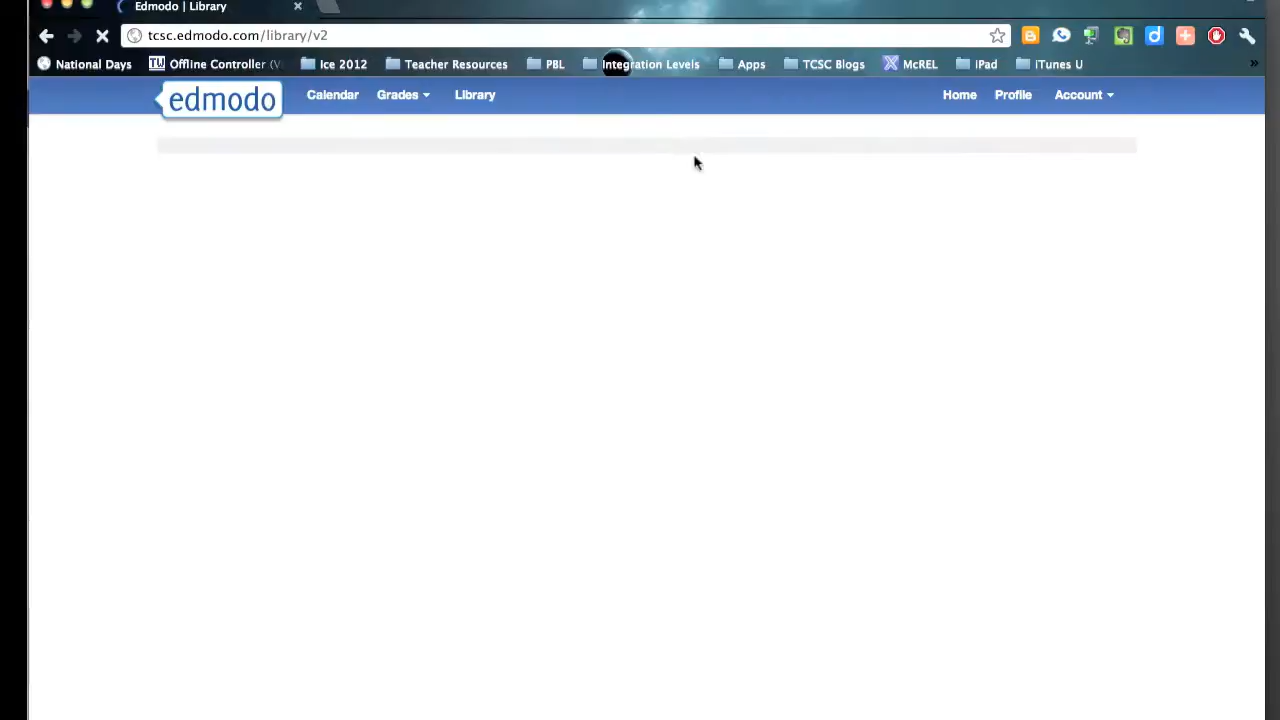 Edmodo | Library
tcsc.edmodo.com/library/v2
National Days Offline Controller (V Ice 2012 Teacher Resources PBL Integration Levels Apps TCSC Blogs McREL iPad iTunes U »
edmodo Calendar Grades Library Home Profile Account